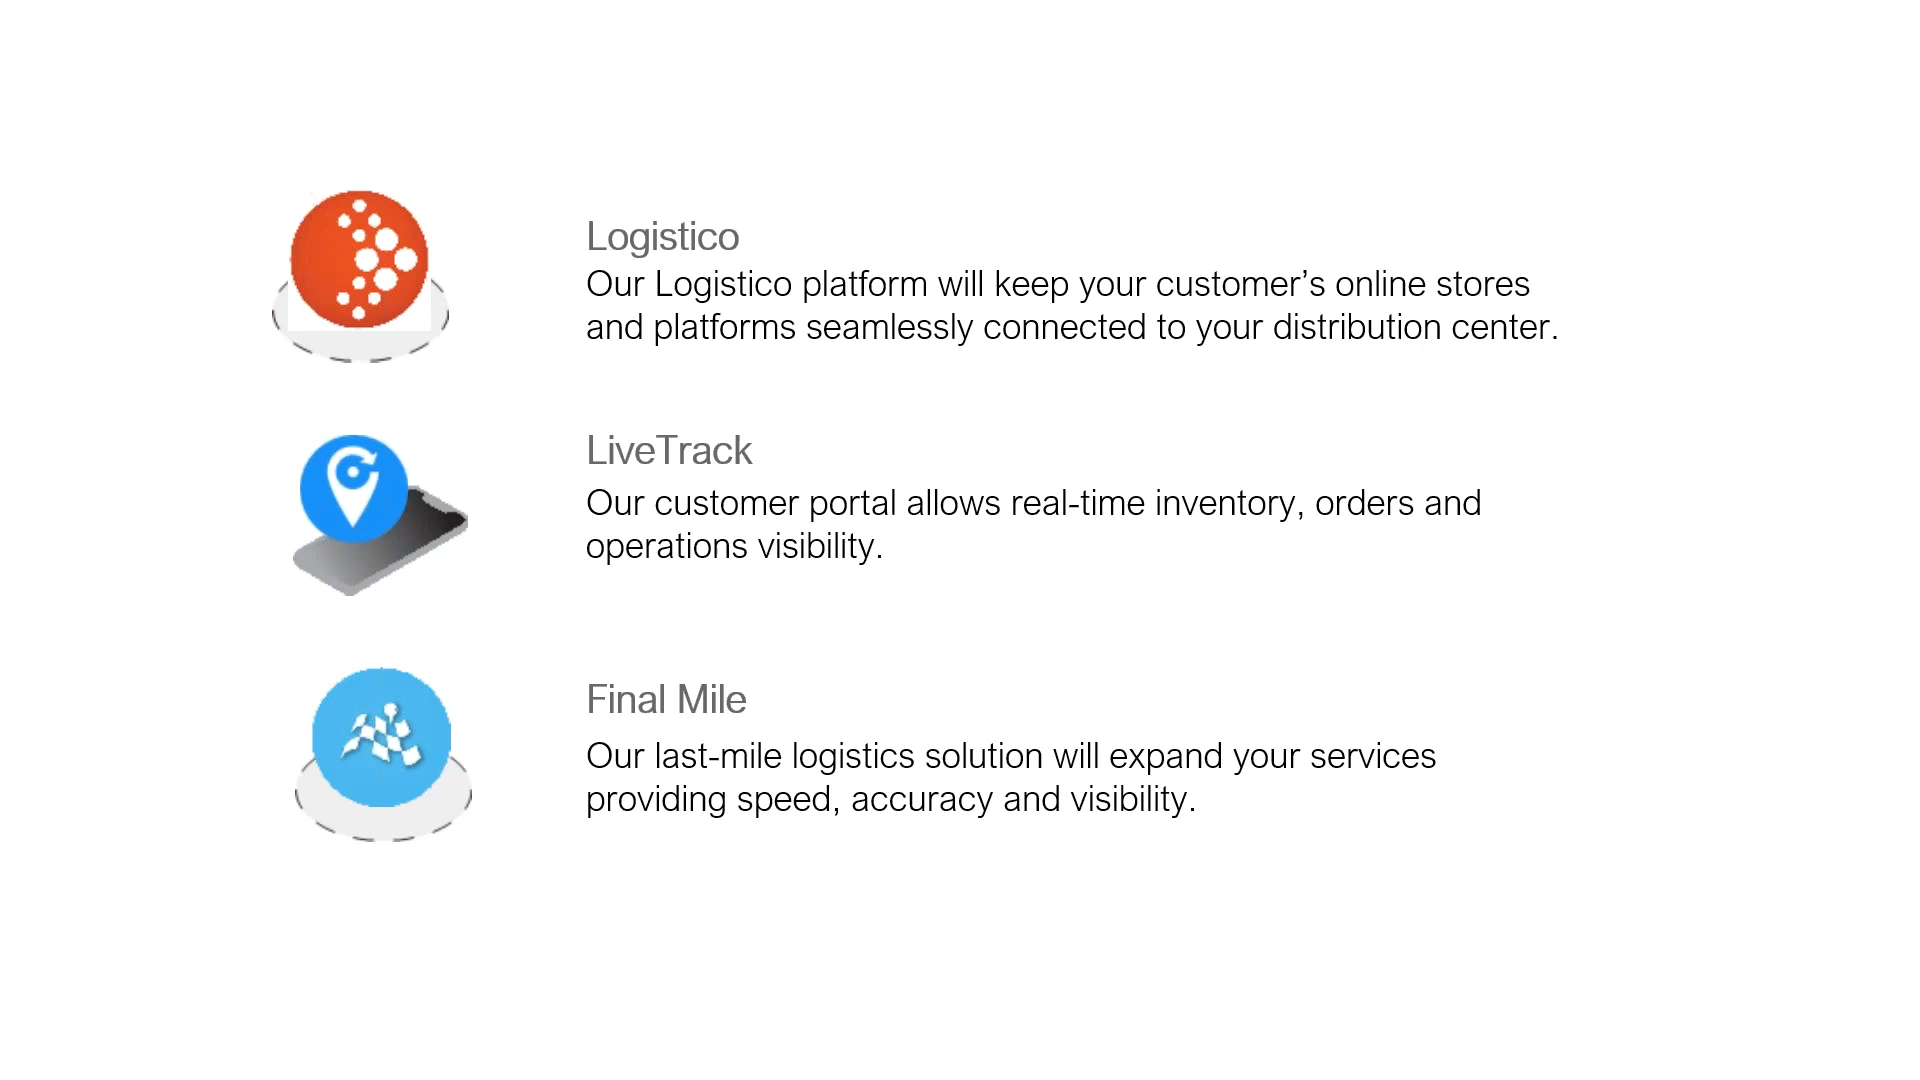 Logistico
Our Logistico platform will keep your customer’s online stores
and platforms seamlessly connected to your distribution center.
LiveTrack
Our customer portal allows real-time inventory, orders and
operations visibility.
Final Mile
Our last-mile logistics solution will expand your services
providing speed, accuracy and visibility.